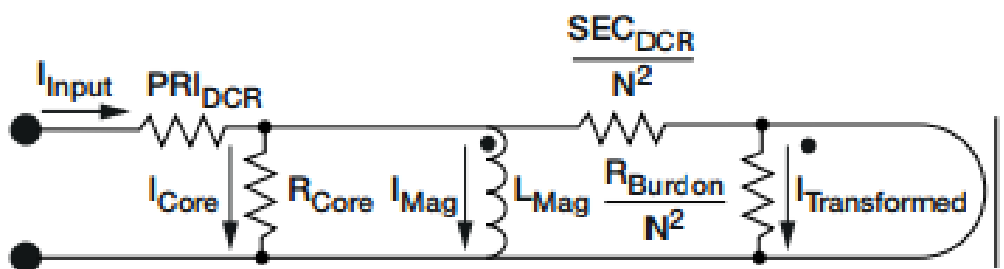 I_Input
PRI_DCR
SEC_DCR
N²
I_Core
R_Core
I_Mag
L_Mag
R_Burdon
N²
I_Transformed